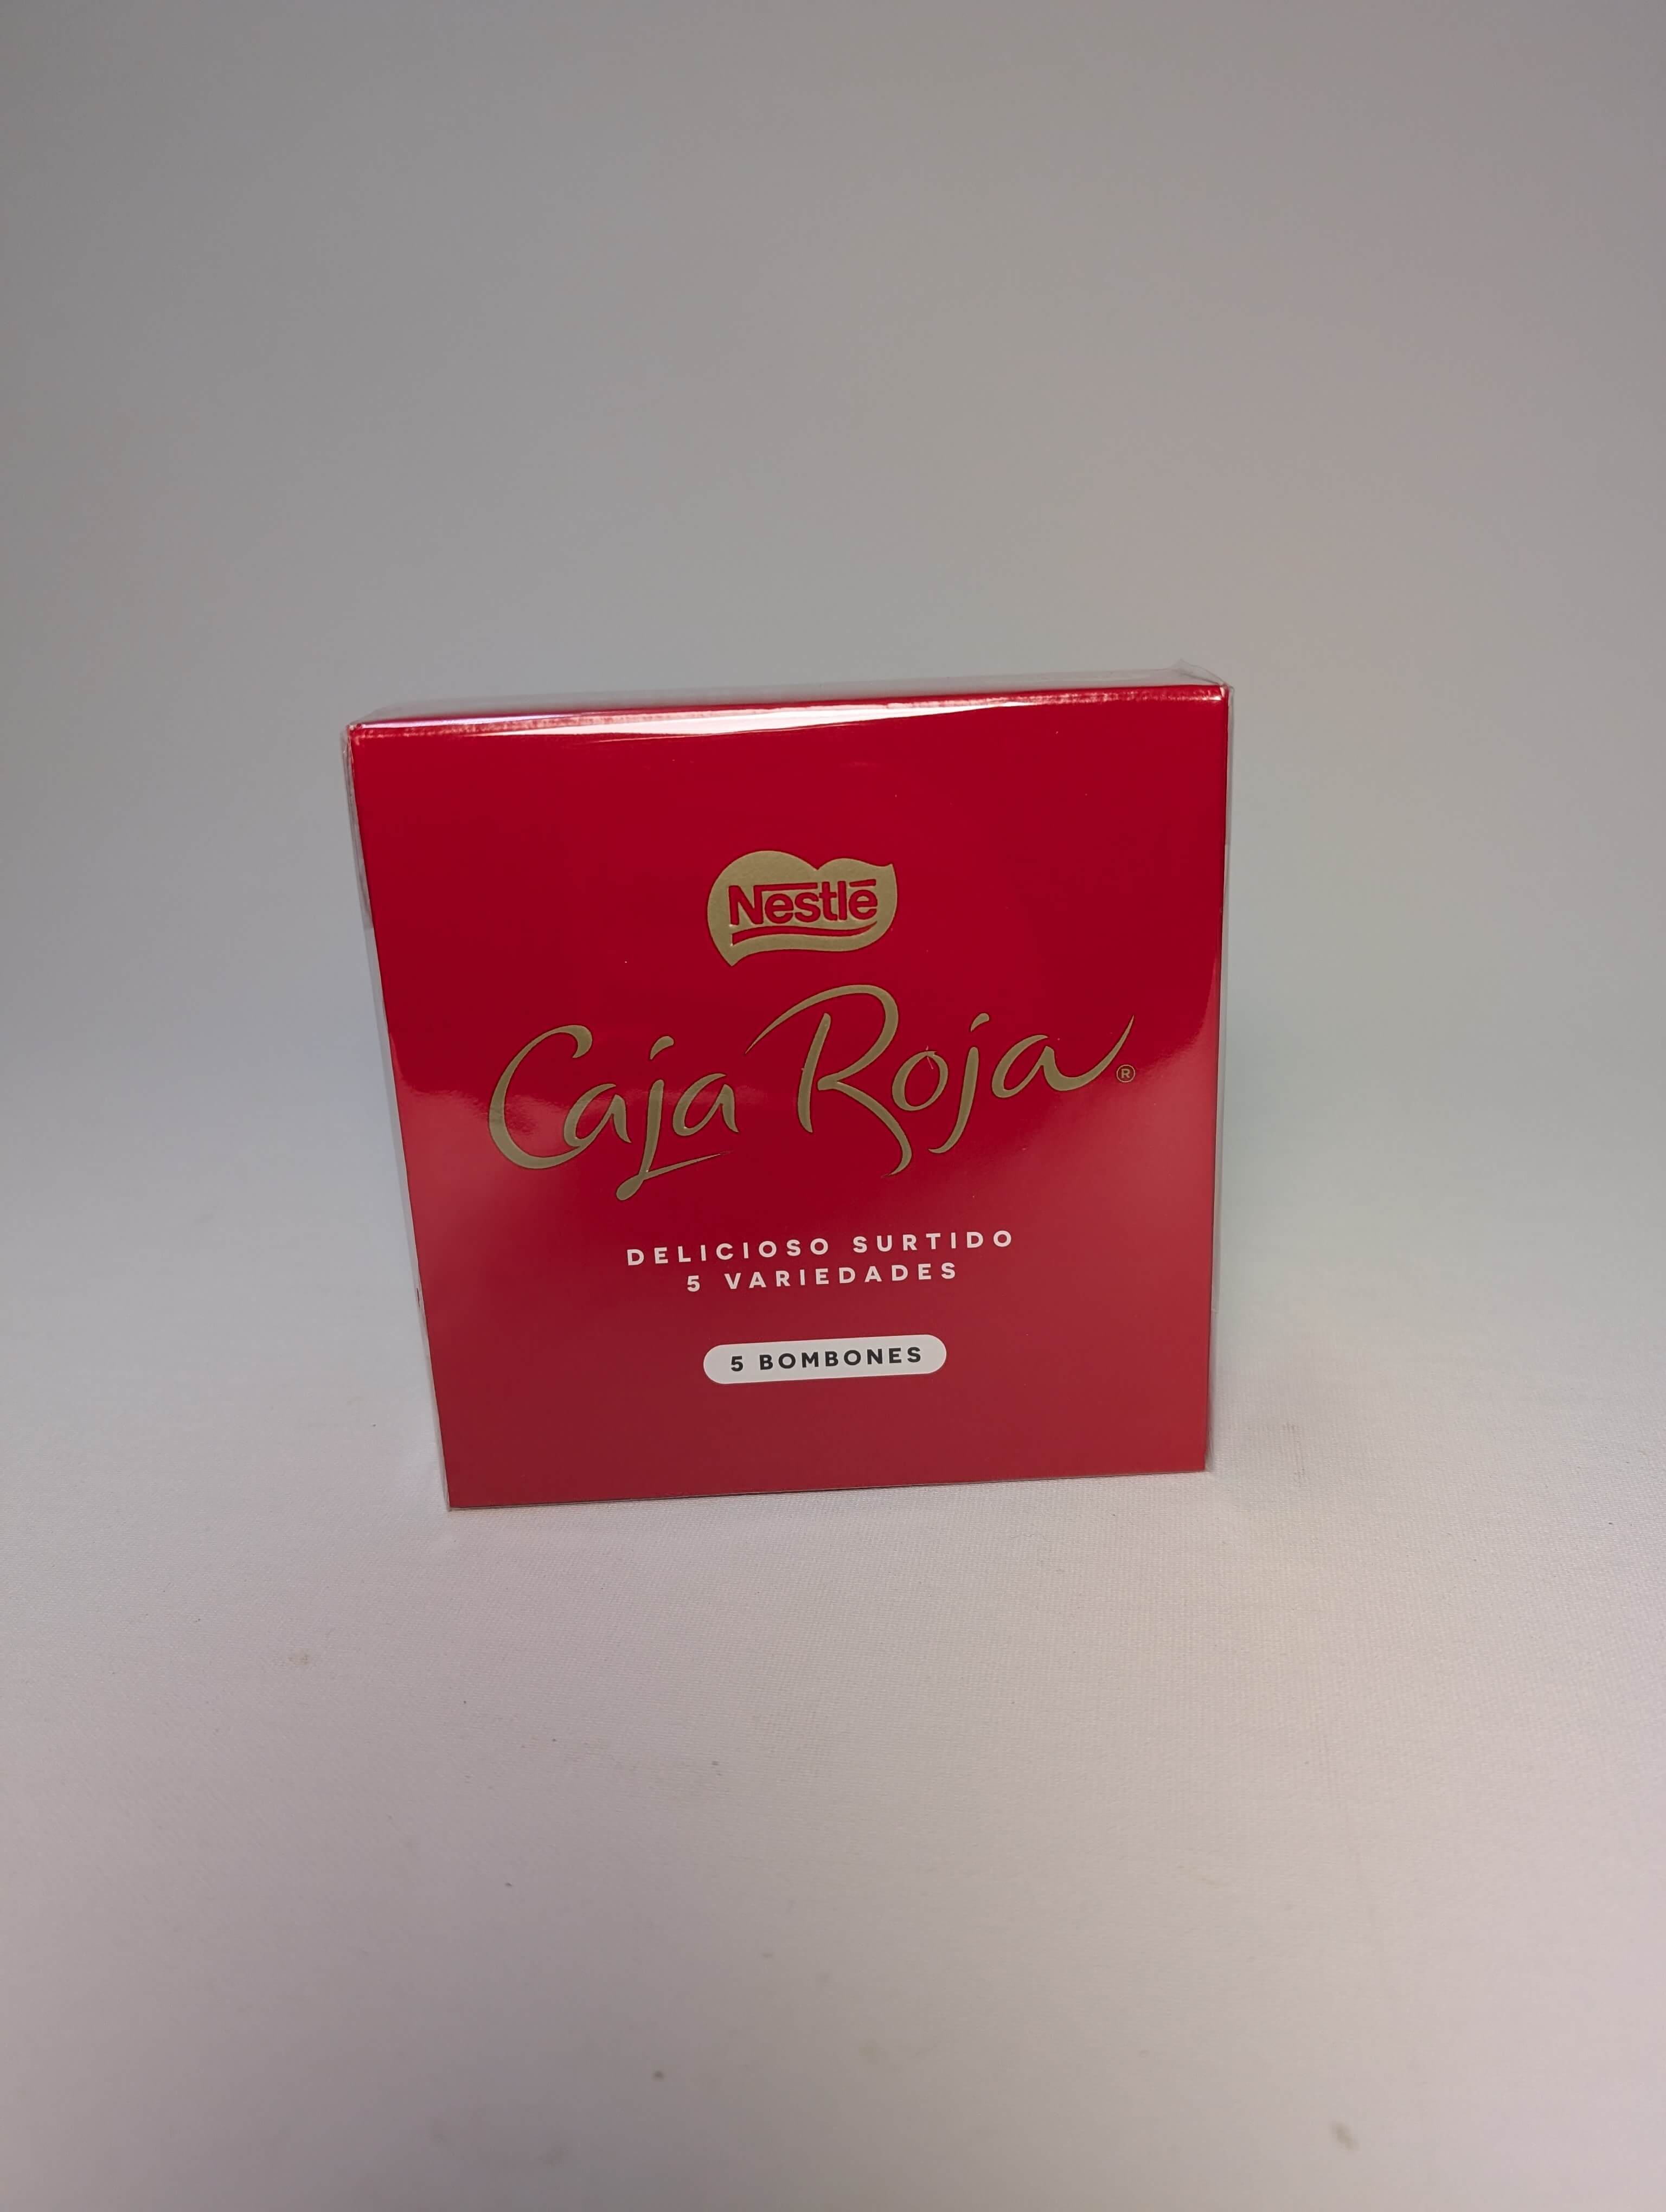 Nestlé
Caja Roja®
DELICIOSO SURTIDO
5 VARIEDADES
5 BOMBONES